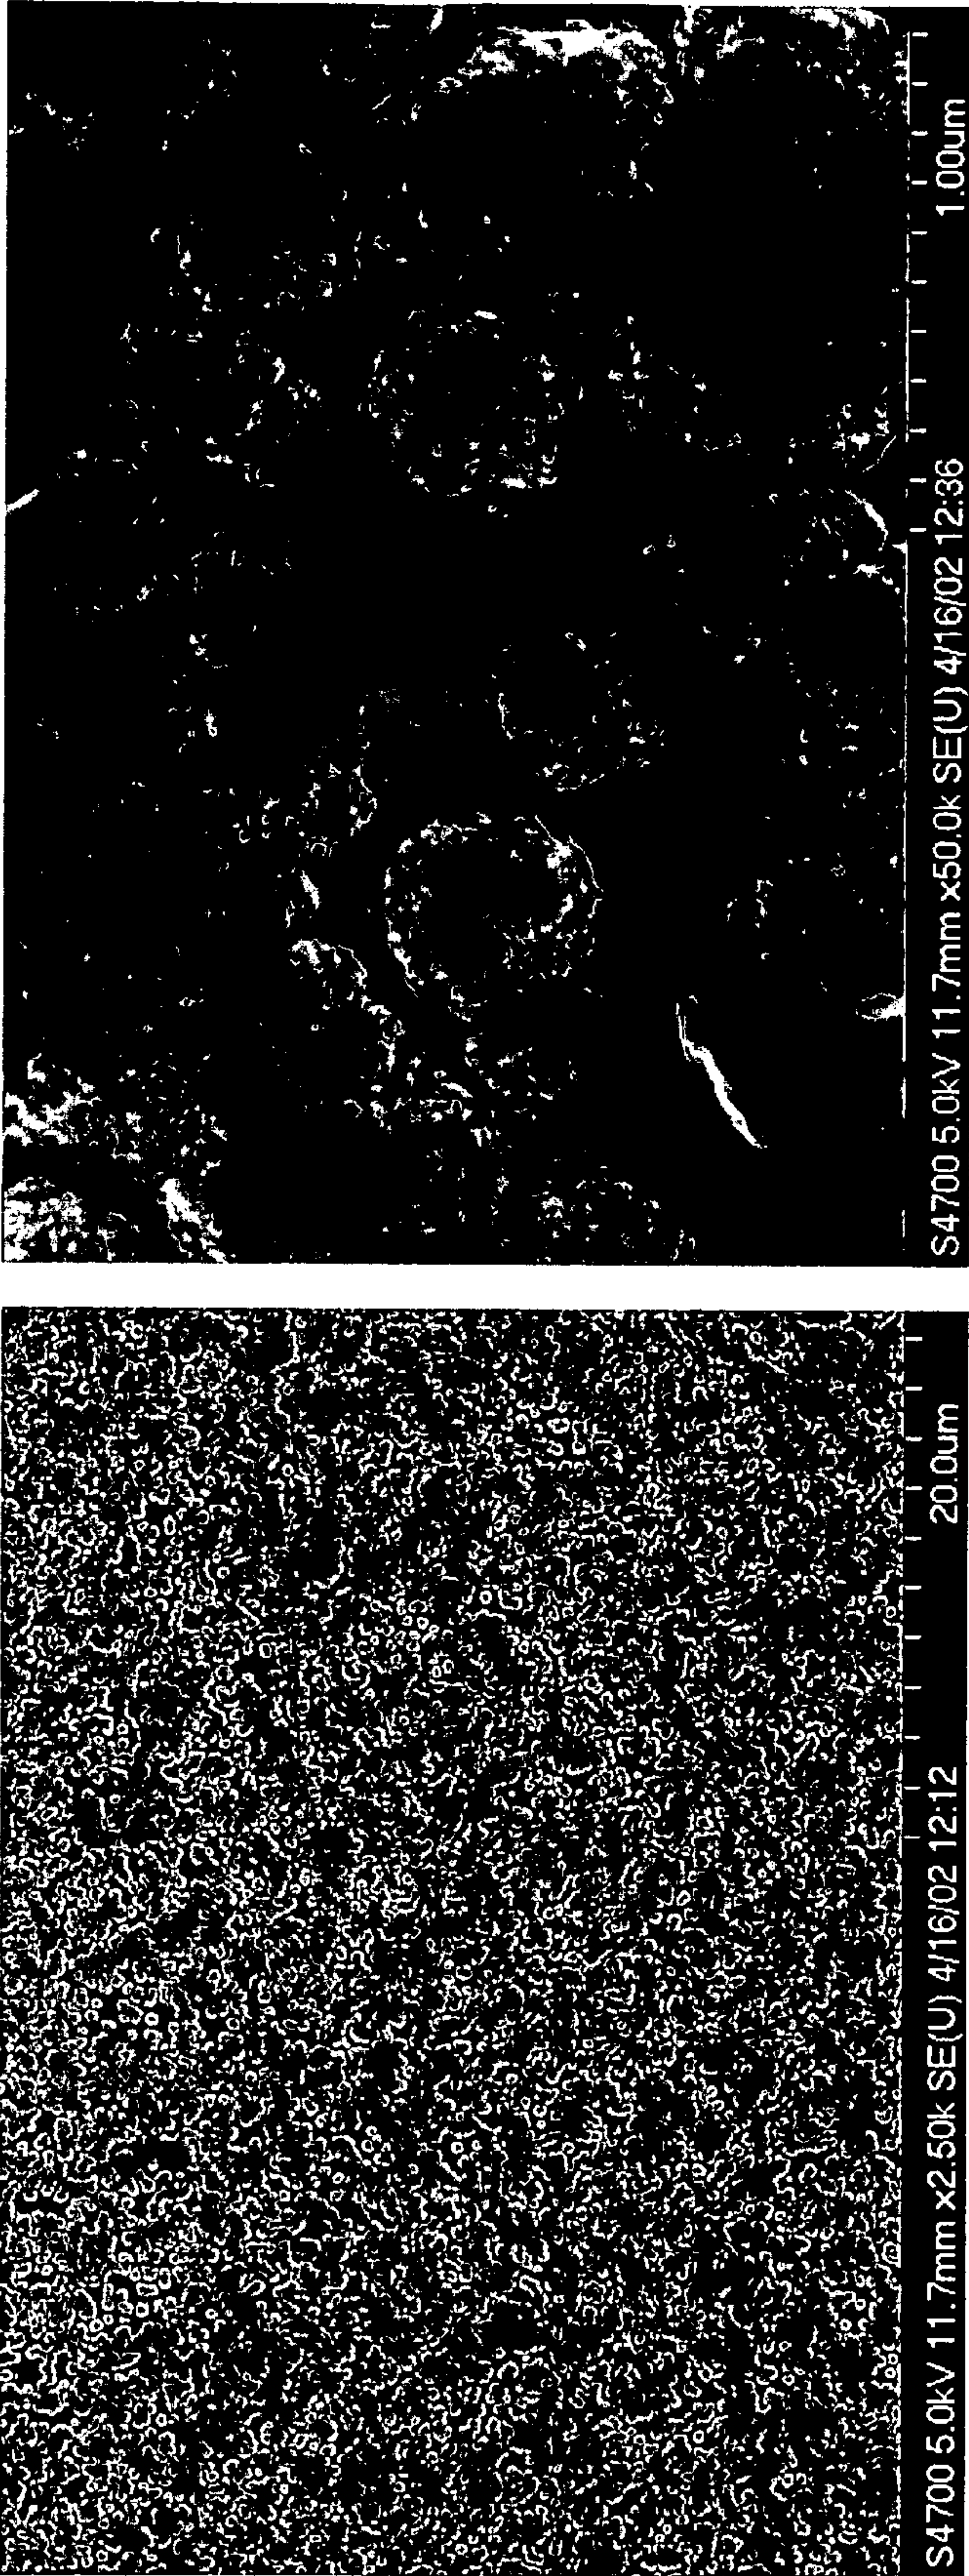 S4700 5.0kV 11.7mm x2.50k SE(U) 4/16/02 12:12 20.0um
S4700 5.0kV 11.7mm x50.0k SE(U) 4/16/02 12:36 1.00um